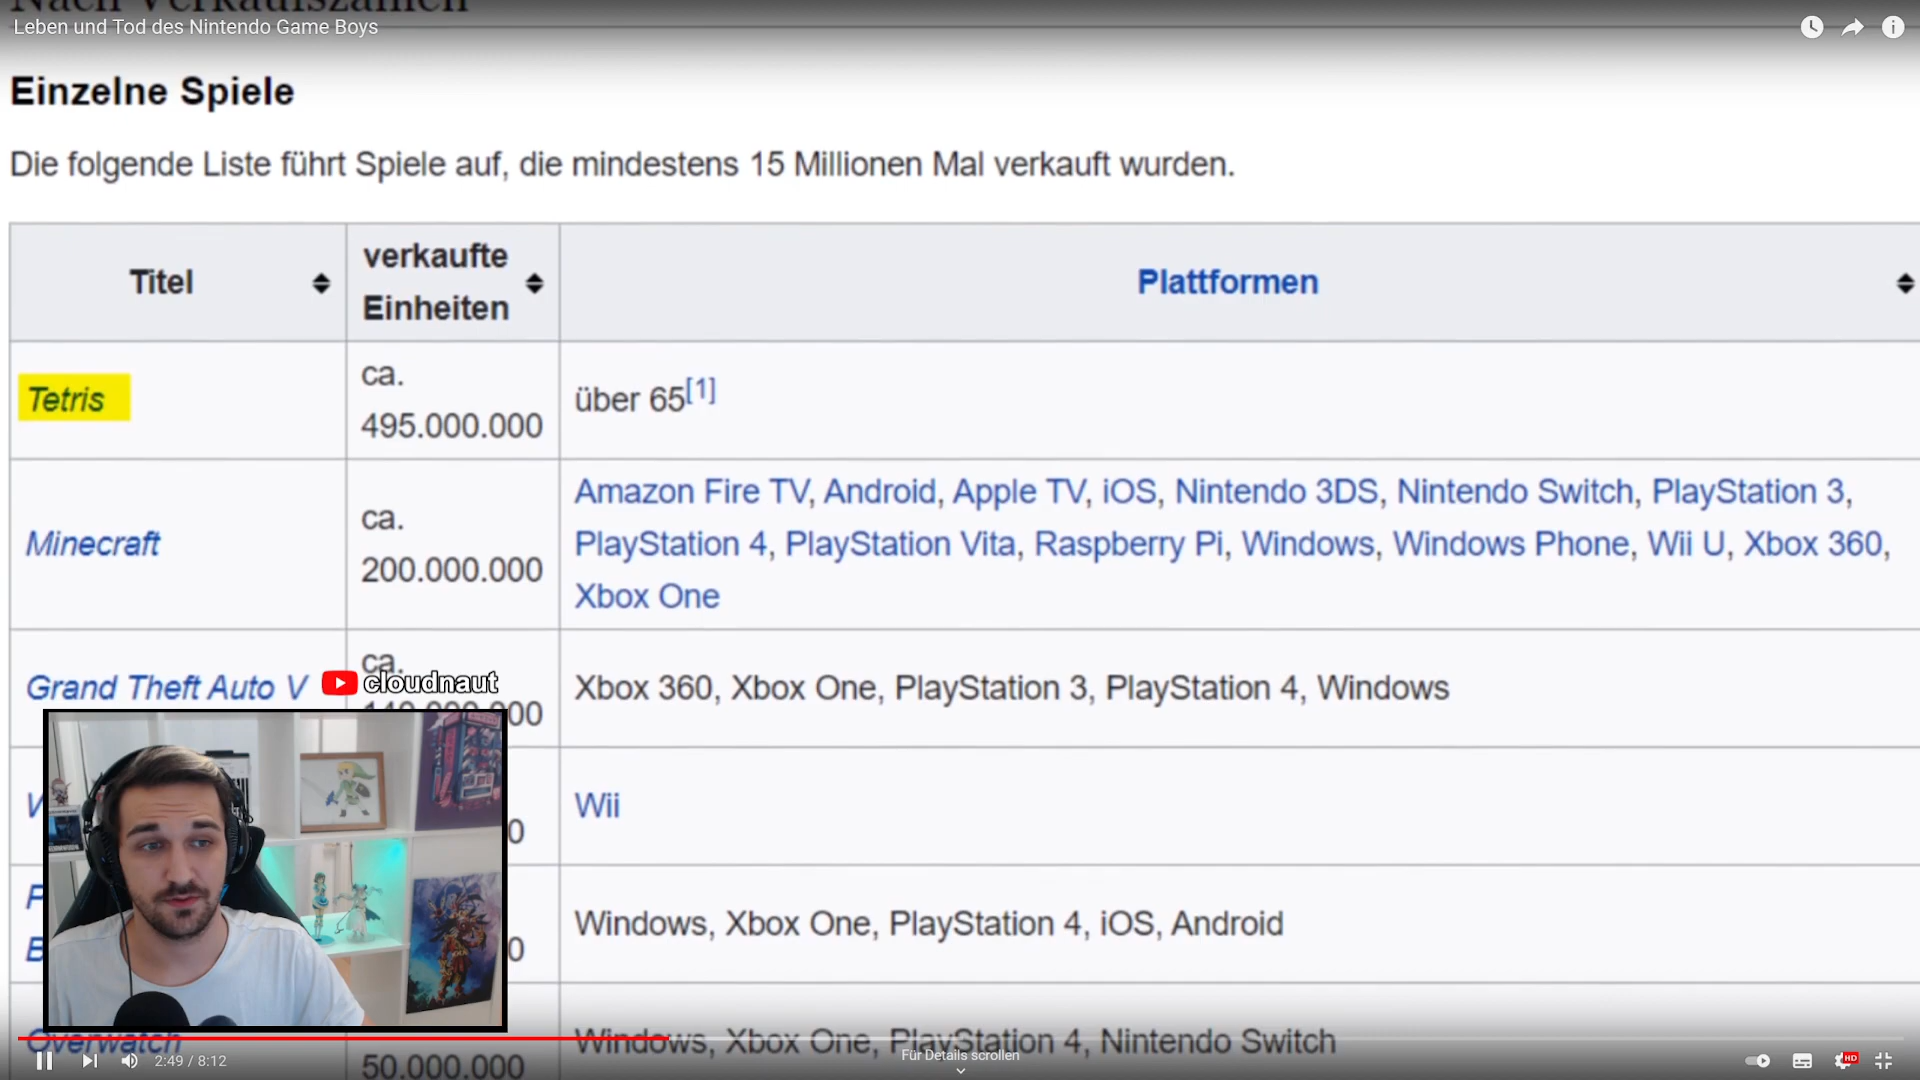 Nach Verkaufszahlen
Leben und Tod des Nintendo Game Boys
Einzelne Spiele
Die folgende Liste führt Spiele auf, die mindestens 15 Millionen Mal verkauft wurden.
Titel
verkaufte
Einheiten
Plattformen
Tetris
ca.
495.000.000
über 65[1]
Minecraft
ca.
200.000.000
Amazon Fire TV, Android, Apple TV, iOS, Nintendo 3DS, Nintendo Switch, PlayStation 3,
PlayStation 4, PlayStation Vita, Raspberry Pi, Windows, Windows Phone, Wii U, Xbox 360,
Xbox One
Grand Theft Auto V
ca.
cloudnaut
Xbox 360, Xbox One, PlayStation 3, PlayStation 4, Windows
Wii
Windows, Xbox One, PlayStation 4, iOS, Android
Overwatch
50.000.000
Windows, Xbox One, PlayStation 4, Nintendo Switch
Für Details scrollen
2:49 / 8:12
HD